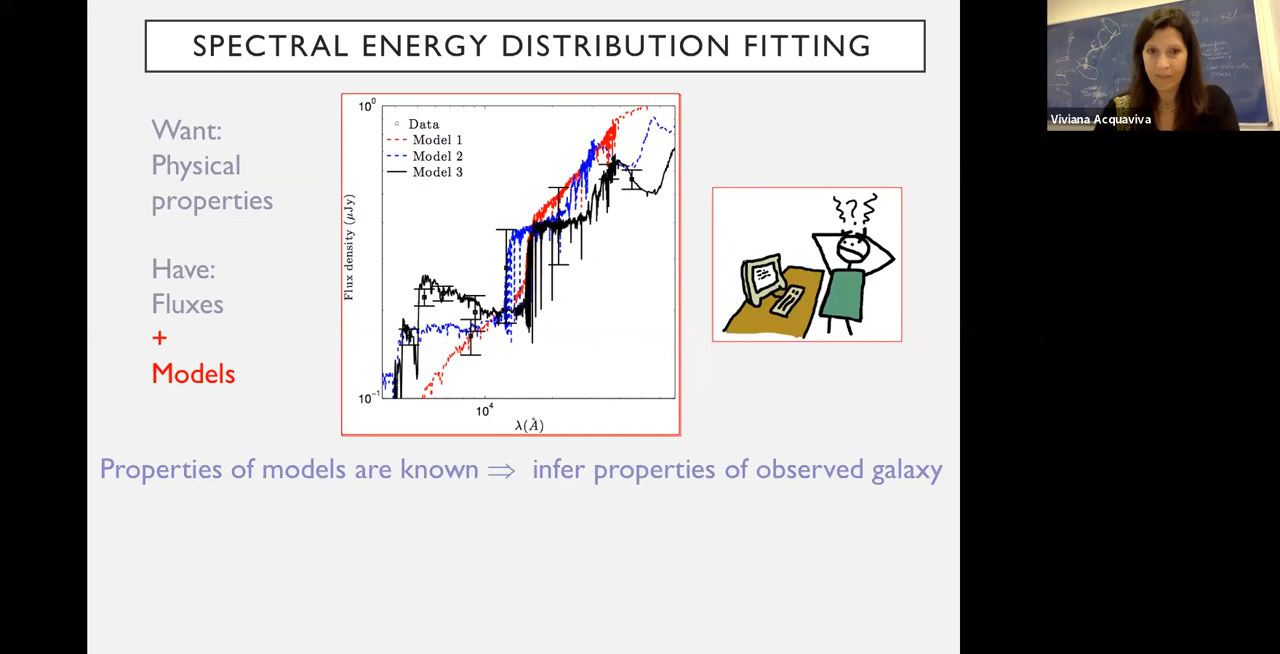 SPECTRAL ENERGY DISTRIBUTION FITTING
Want:
Physical
properties
Have:
Fluxes
+
Models
10⁰
Data
Model 1
Model 2
Model 3
Flux density (μJy)
10⁻¹
10⁴
λ(Å)
??
Properties of models are known ⇒ infer properties of observed galaxy
Viviana Acquaviva